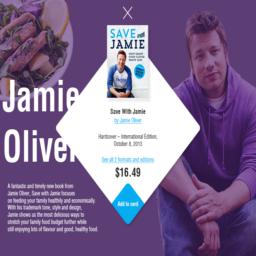 X
SAVE WITH
JAMIE
Save With Jamie
by Jamie Oliver
Hardcover – International Edition,
October 8, 2013
See all 2 formats and editions
$16.49
Add to card
Jamie
Oliver
A fantastic and timely new book from
Jamie Oliver, Save with Jamie focuses
on feeding your family healthily and economically.
With his trademark tone, style and design,
Jamie shows us the most delicious ways to
stretch your family food budget further while
still enjoying lots of flavour and good, healthy food.